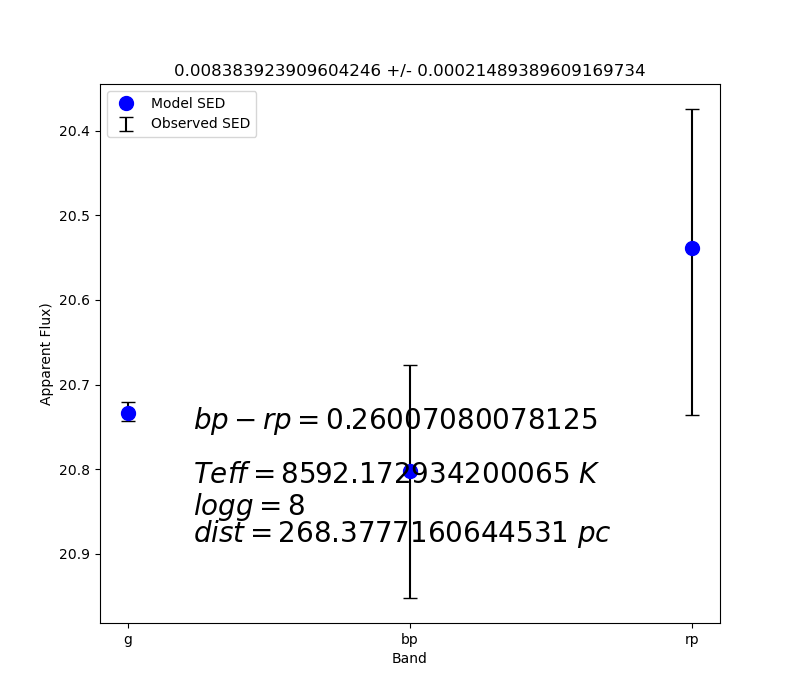 0.008383923909604246 +/- 0.00021489389609169734
Model SED
Observed SED
20.4
20.5
20.6
20.7
20.8
20.9
Apparent Flux)
bp − rp = 0.26007080078125
Teff = 8592.172934200065 K
logg = 8
dist = 268.3777160644531 pc
g
bp
rp
Band